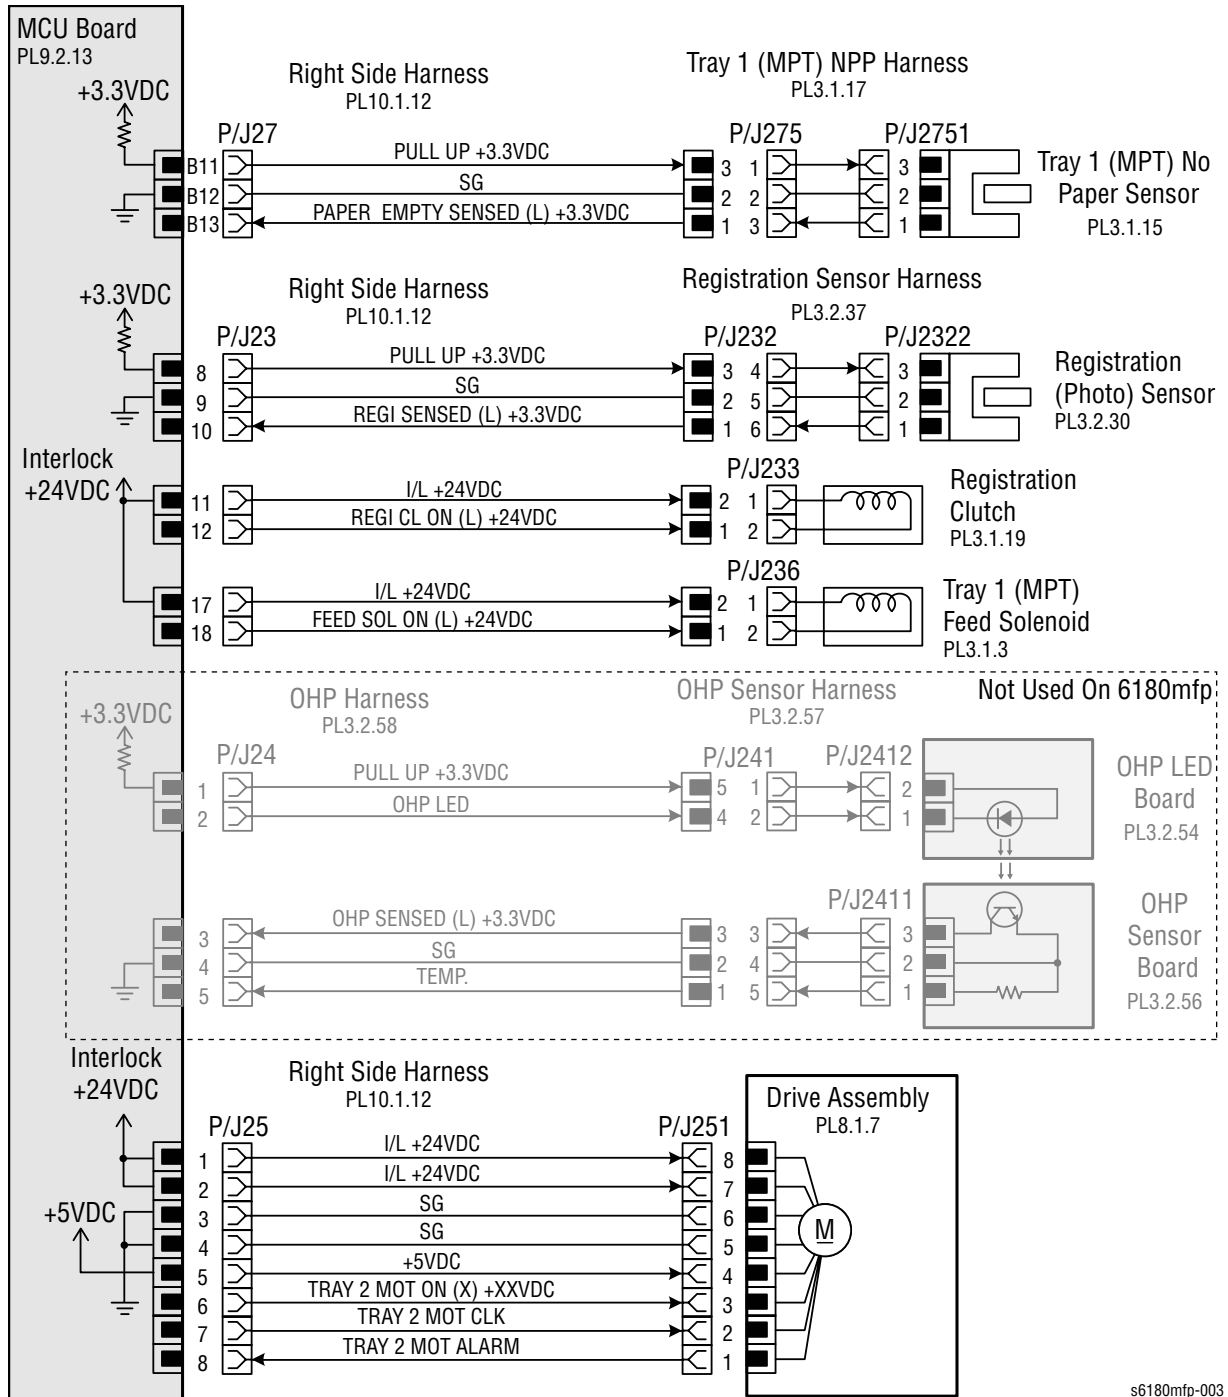 MCU Board
PL9.2.13
+3.3VDC
Right Side Harness
PL10.1.12
Tray 1 (MPT) NPP Harness
PL3.1.17
P/J27
P/J275
P/J2751
B11
PULL UP +3.3VDC
3 1
3
B12
SG
2 2
2
B13
PAPER EMPTY SENSED (L) +3.3VDC
1 3
1
Tray 1 (MPT) No
Paper Sensor
PL3.1.15
+3.3VDC
Right Side Harness
PL10.1.12
Registration Sensor Harness
PL3.2.37
P/J23
P/J232
P/J2322
8
PULL UP +3.3VDC
3 4
3
9
SG
2 5
2
10
REGI SENSED (L) +3.3VDC
1 6
1
Registration
(Photo) Sensor
PL3.2.30
Interlock
+24VDC
P/J233
11
I/L +24VDC
2 1
12
REGI CL ON (L) +24VDC
1 2
Registration
Clutch
PL3.1.19
P/J236
17
I/L +24VDC
2 1
18
FEED SOL ON (L) +24VDC
1 2
Tray 1 (MPT)
Feed Solenoid
PL3.1.3
Not Used On 6180mfp
+3.3VDC
OHP Harness
PL3.2.58
OHP Sensor Harness
PL3.2.57
P/J24
P/J241
P/J2412
1
PULL UP +3.3VDC
5 1
2
2
OHP LED
4 2
1
OHP LED
Board
PL3.2.54
P/J2411
3
OHP SENSED (L) +3.3VDC
3 3
3
4
SG
2 4
2
5
TEMP.
1 5
1
OHP
Sensor
Board
PL3.2.56
Interlock
+24VDC
+5VDC
Right Side Harness
PL10.1.12
P/J25
P/J251
Drive Assembly
PL8.1.7
1
I/L +24VDC
8
2
I/L +24VDC
7
3
SG
6
4
SG
5
5
+5VDC
4
6
TRAY 2 MOT ON (X) +XXVDC
3
7
TRAY 2 MOT CLK
2
8
TRAY 2 MOT ALARM
1
M
s6180mfp-003